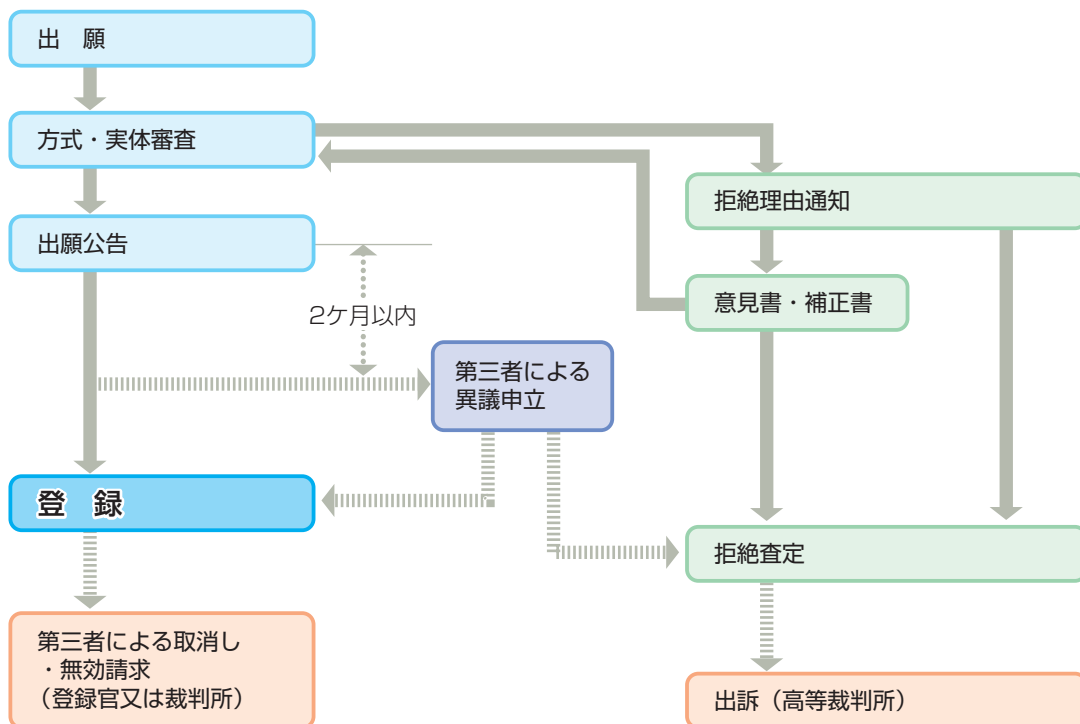 出　願
方式・実体審査
出願公告
2ケ月以内
第三者による
異議申立
登　録
第三者による取消し
・無効請求
（登録官又は裁判所）
拒絶理由通知
意見書・補正書
拒絶査定
出訴（高等裁判所）